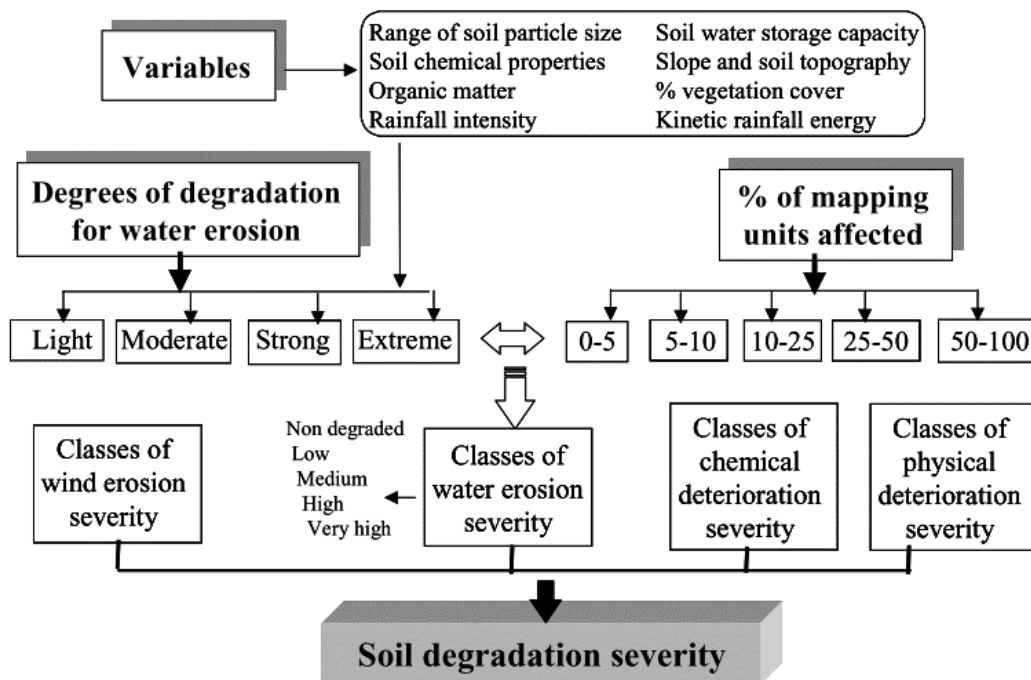 Variables
Range of soil particle size
Soil chemical properties
Organic matter
Rainfall intensity
Soil water storage capacity
Slope and soil topography
% vegetation cover
Kinetic rainfall energy
Degrees of degradation
for water erosion
% of mapping
units affected
Light
Moderate
Strong
Extreme
0-5
5-10
10-25
25-50
50-100
Classes of
wind erosion
severity
Non degraded
Low
Medium
High
Very high
Classes of
water erosion
severity
Classes of
chemical
deterioration
severity
Classes of
physical
deterioration
severity
Soil degradation severity